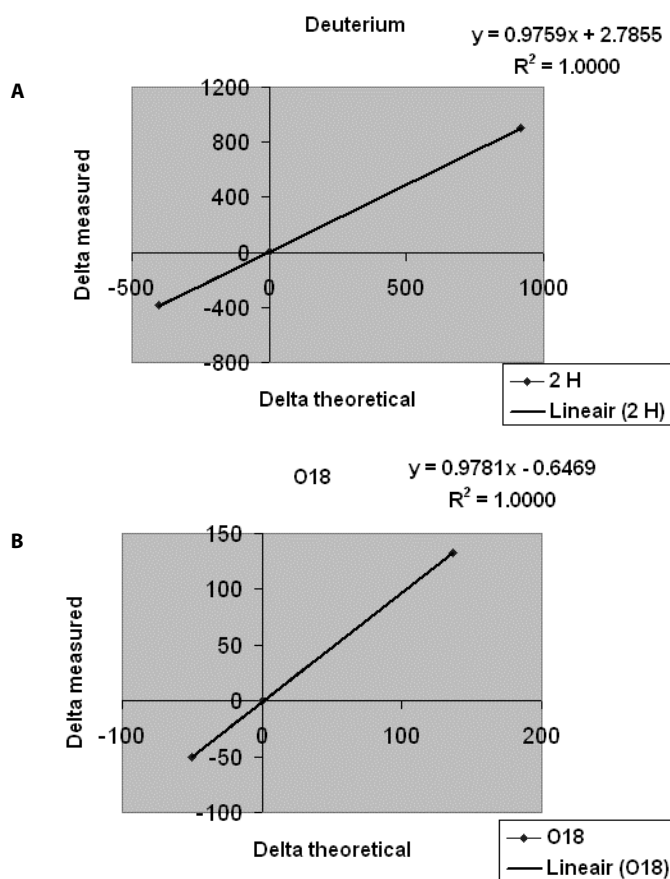 Deuterium
y = 0.9759x + 2.7855
R² = 1.0000
A
1200
800
400
0
-400
-800
-500 0 500 1000
Delta measured
Delta theoretical
2 H
Lineair (2 H)
O18
y = 0.9781x - 0.6469
R² = 1.0000
B
150
100
50
0
-50
-100
-100 0 100 200
Delta measured
Delta theoretical
O18
Lineair (O18)